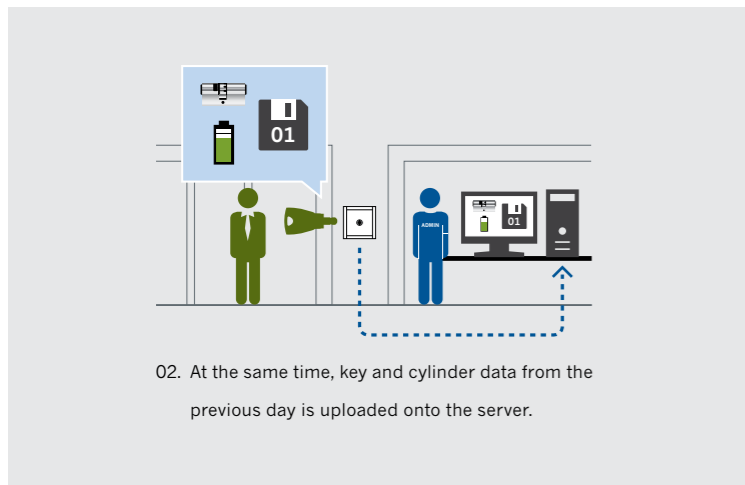 01
ADMIN
01
02. At the same time, key and cylinder data from the
previous day is uploaded onto the server.